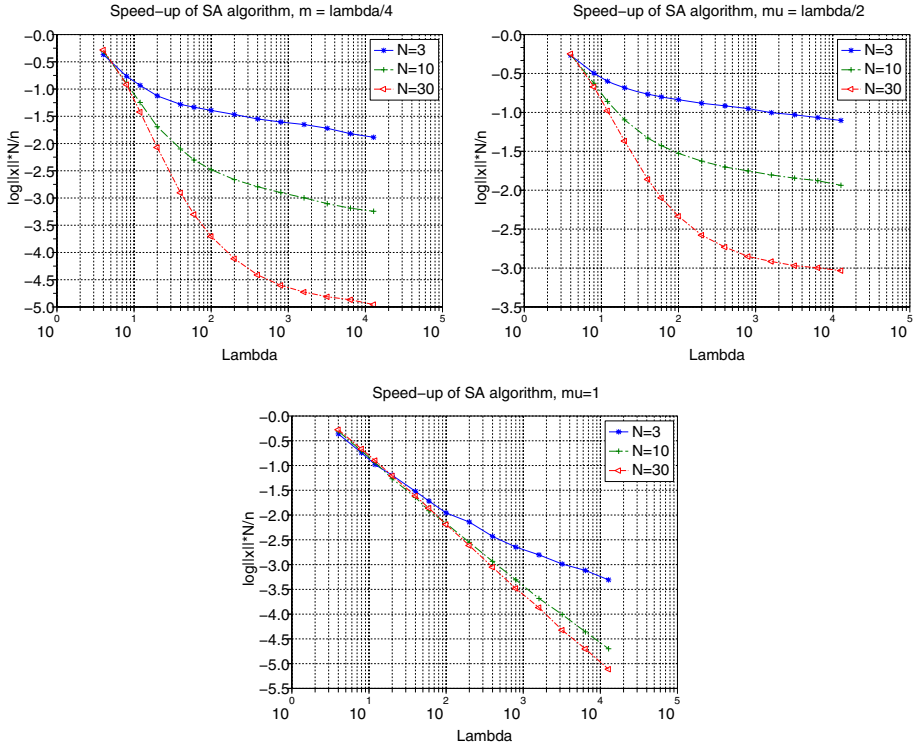 Speed-up of SA algorithm, m = lambda/4
−0.0
−0.5
−1.0
−1.5
−2.0
−2.5
−3.0
−3.5
−4.0
−4.5
−5.0
log||x||*N/n
N=3
N=10
N=30
10 0
10 1
10 2
10 3
10 4
10 5
Lambda
Speed-up of SA algorithm, mu = lambda/2
−0.0
−0.5
−1.0
−1.5
−2.0
−2.5
−3.0
−3.5
log||x||*N/n
N=3
N=10
N=30
10 0
10 1
10 2
10 3
10 4
10 5
Lambda
Speed-up of SA algorithm, mu=1
−0.0
−0.5
−1.0
−1.5
−2.0
−2.5
−3.0
−3.5
−4.0
−4.5
−5.0
−5.5
log||x||*N/n
N=3
N=10
N=30
10 0
10 1
10 2
10 3
10 4
10 5
Lambda